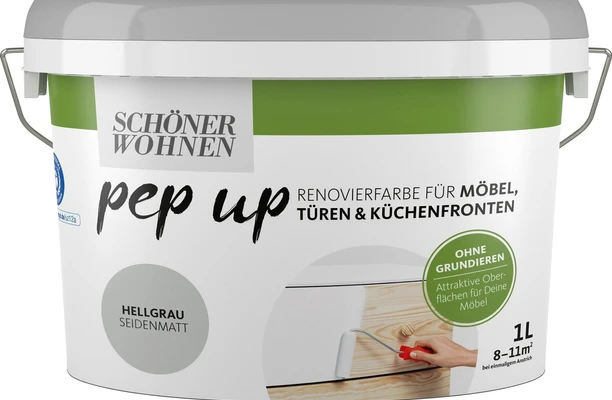 SCHÖNER
WOHNEN
pep up
RENOVIERFARBE FÜR MÖBEL,
TÜREN & KÜCHENFRONTEN
OHNE
GRUNDIEREN
Attraktive Ober-
flächen für Deine
Möbel
HELLGRAU
SEIDENMATT
1L
8–11m²
bei einmaligem Anstrich